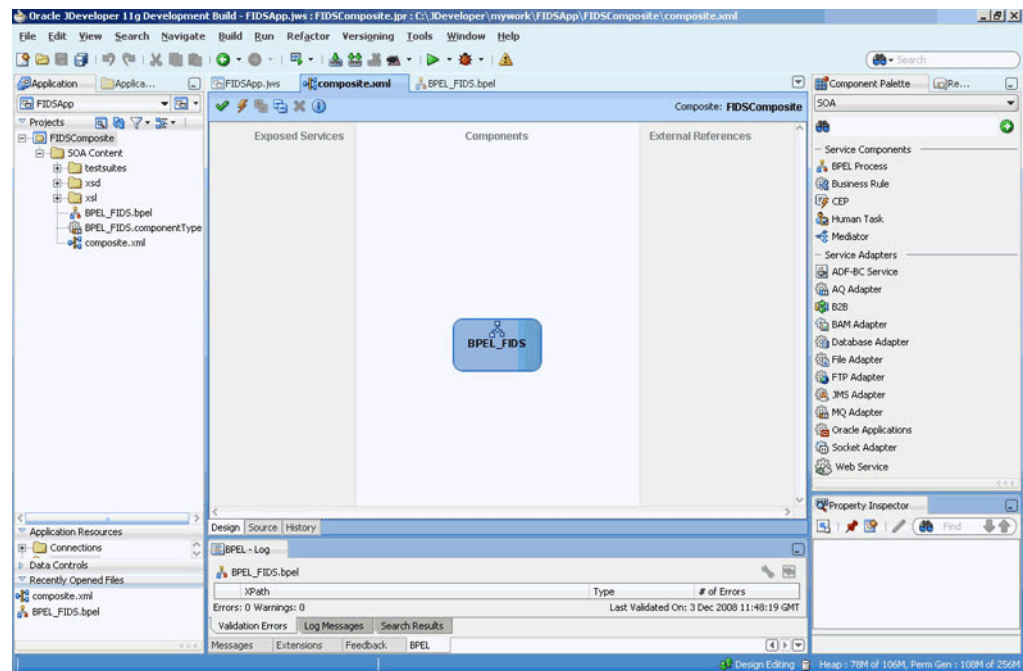 Oracle JDeveloper 11g Development Build - FIDSApp.jws : FIDSComposite.jpr : C:\JDeveloper\mywork\FIDSApp\FIDSComposite\composite.xml
File Edit View Search Navigate Build Run Refactor Versioning Tools Window Help
Search
Application Applica...
FIDSApp.jws composite.xml BPEL_FIDS.bpel
Component Palette Re...
FIDSApp
Composite: FIDSComposite
SOA
Projects
FIDSComposite
SOA Content
testsuites
xsd
xsl
BPEL_FIDS.bpel
BPEL_FIDS.componentType
composite.xml
Exposed Services Components External References
BPEL_FIDS
Service Components
BPEL Process
Business Rule
CEP
Human Task
Mediator
Service Adapters
ADF-BC Service
AQ Adapter
B2B
BAM Adapter
Database Adapter
File Adapter
FTP Adapter
JMS Adapter
MQ Adapter
Oracle Applications
Socket Adapter
Web Service
Application Resources
Connections
Data Controls
Recently Opened Files
composite.xml
BPEL_FIDS.bpel
Design Source History
BPEL - Log
BPEL_FIDS.bpel
XPath Type # of Errors
Errors: 0 Warnings: 0 Last Validated On: 3 Dec 2008 11:48:19 GMT
Validation Errors Log Messages Search Results
Messages Extensions Feedback BPEL
Property Inspector
Find
Design Editing Heap : 78M of 106M, Perm Gen : 108M of 256M